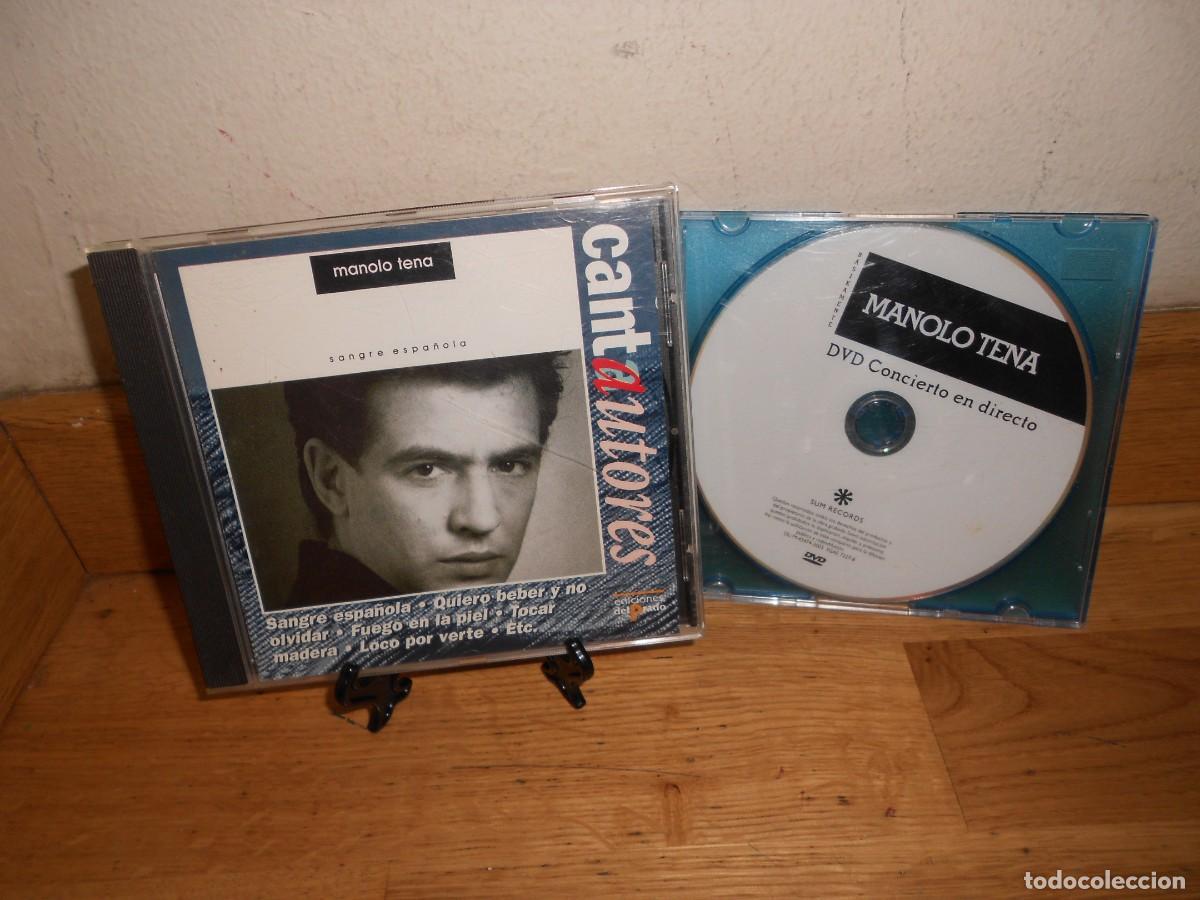 manolo tena
sangre española
cantautores
Sangre española • Quiero beber y no
olvidar • Fuego en la piel • Tocar
madera • Loco por verte • Etc.
ediciones
del Prado
BÁSIKAMENTE
MANOLO TENA
DVD Concierto en directo
SUM RECORDS
DVD
todocoleccion